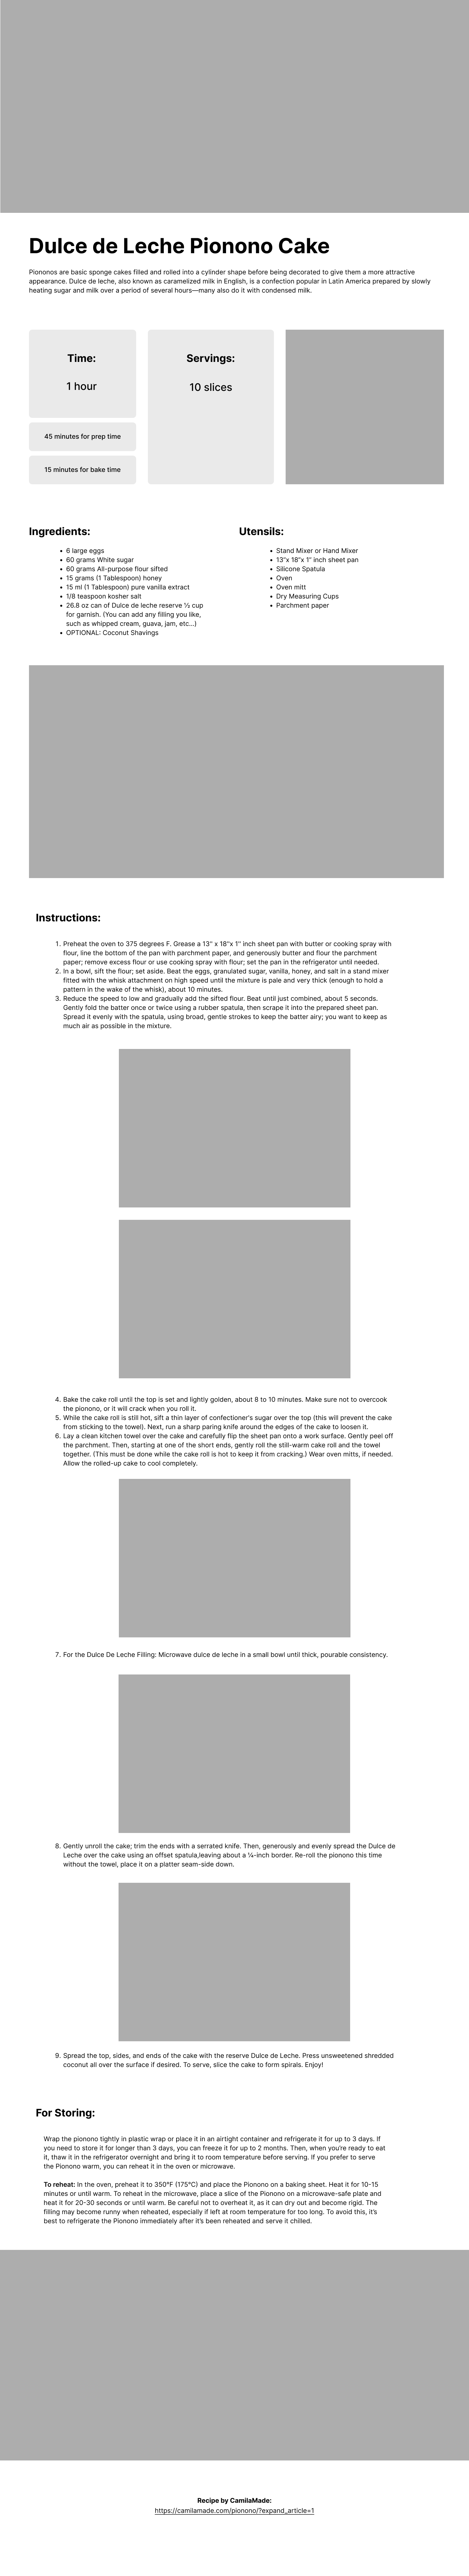 Dulce de Leche Pionono Cake
Piononos are basic sponge cakes filled and rolled into a cylinder shape before being decorated to give them a more attractive
appearance. Dulce de leche, also known as caramelized milk in English, is a confection popular in Latin America prepared by slowly
heating sugar and milk over a period of several hours—many also do it with condensed milk.
Time:
1 hour
45 minutes for prep time
15 minutes for bake time
Servings:
10 slices
Ingredients:
• 6 large eggs
• 60 grams White sugar
• 60 grams All-purpose flour sifted
• 15 grams (1 Tablespoon) honey
• 15 ml (1 Tablespoon) pure vanilla extract
• 1/8 teaspoon kosher salt
• 26.8 oz can of Dulce de leche reserve ½ cup
for garnish. (You can add any filling you like,
such as whipped cream, guava, jam, etc...)
• OPTIONAL: Coconut Shavings
Utensils:
• Stand Mixer or Hand Mixer
• 13"x 18"x 1" inch sheet pan
• Silicone Spatula
• Oven
• Oven mitt
• Dry Measuring Cups
• Parchment paper
Instructions:
1. Preheat the oven to 375 degrees F. Grease a 13'' x 18''x 1'' inch sheet pan with butter or cooking spray with
flour, line the bottom of the pan with parchment paper, and generously butter and flour the parchment
paper; remove excess flour or use cooking spray with flour; set the pan in the refrigerator until needed.
2. In a bowl, sift the flour; set aside. Beat the eggs, granulated sugar, vanilla, honey, and salt in a stand mixer
fitted with the whisk attachment on high speed until the mixture is pale and very thick (enough to hold a
pattern in the wake of the whisk), about 10 minutes.
3. Reduce the speed to low and gradually add the sifted flour. Beat until just combined, about 5 seconds.
Gently fold the batter once or twice using a rubber spatula, then scrape it into the prepared sheet pan.
Spread it evenly with the spatula, using broad, gentle strokes to keep the batter airy; you want to keep as
much air as possible in the mixture.
4. Bake the cake roll until the top is set and lightly golden, about 8 to 10 minutes. Make sure not to overcook
the pionono, or it will crack when you roll it.
5. While the cake roll is still hot, sift a thin layer of confectioner's sugar over the top (this will prevent the cake
from sticking to the towel). Next, run a sharp paring knife around the edges of the cake to loosen it.
6. Lay a clean kitchen towel over the cake and carefully flip the sheet pan onto a work surface. Gently peel off
the parchment. Then, starting at one of the short ends, gently roll the still-warm cake roll and the towel
together. (This must be done while the cake roll is hot to keep it from cracking.) Wear oven mitts, if needed.
Allow the rolled-up cake to cool completely.
7. For the Dulce De Leche Filling: Microwave dulce de leche in a small bowl until thick, pourable consistency.
8. Gently unroll the cake; trim the ends with a serrated knife. Then, generously and evenly spread the Dulce de
Leche over the cake using an offset spatula,leaving about a ¼-inch border. Re-roll the pionono this time
without the towel, place it on a platter seam-side down.
9. Spread the top, sides, and ends of the cake with the reserve Dulce de Leche. Press unsweetened shredded
coconut all over the surface if desired. To serve, slice the cake to form spirals. Enjoy!
For Storing:
Wrap the pionono tightly in plastic wrap or place it in an airtight container and refrigerate it for up to 3 days. If
you need to store it for longer than 3 days, you can freeze it for up to 2 months. Then, when you're ready to eat
it, thaw it in the refrigerator overnight and bring it to room temperature before serving. If you prefer to serve
the Pionono warm, you can reheat it in the oven or microwave.
To reheat: In the oven, preheat it to 350°F (175°C) and place the Pionono on a baking sheet. Heat it for 10-15
minutes or until warm. To reheat in the microwave, place a slice of the Pionono on a microwave-safe plate and
heat it for 20-30 seconds or until warm. Be careful not to overheat it, as it can dry out and become rigid. The
filling may become runny when reheated, especially if left at room temperature for too long. To avoid this, it's
best to refrigerate the Pionono immediately after it's been reheated and serve it chilled.
Recipe by CamilaMade:
https://camilamade.com/pionono/?expand_article=1